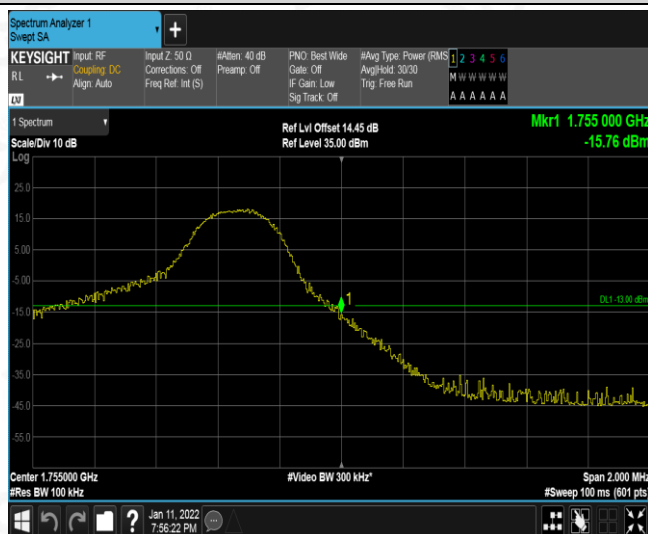 Spectrum Analyzer 1
Swept SA
KEYSIGHT
RL
Input: RF
Coupling: DC
Align: Auto
Input Z: 50 Ω
Corrections: Off
Freq Ref: Int (S)
#Atten: 40 dB
Preamp: Off
PNO: Best Wide
Gate: Off
IF Gain: Low
Sig Track: Off
#Avg Type: Power (RMS
Avg|Hold: 30/30
Trig: Free Run
1 2 3 4 5 6
M W W W W W
A A A A A A
1 Spectrum
Scale/Div 10 dB
Ref Lvl Offset 14.45 dB
Ref Level 35.00 dBm
Mkr1 1.755 000 GHz
-15.76 dBm
Log
25.0
15.0
5.00
-5.00
-15.0
-25.0
-35.0
-45.0
-55.0
1
DL1 -13.00 dBm
Center 1.755000 GHz
#Res BW 100 kHz
#Video BW 300 kHz*
Span 2.000 MHz
#Sweep 100 ms (601 pts)
?
Jan 11, 2022
7:56:22 PM